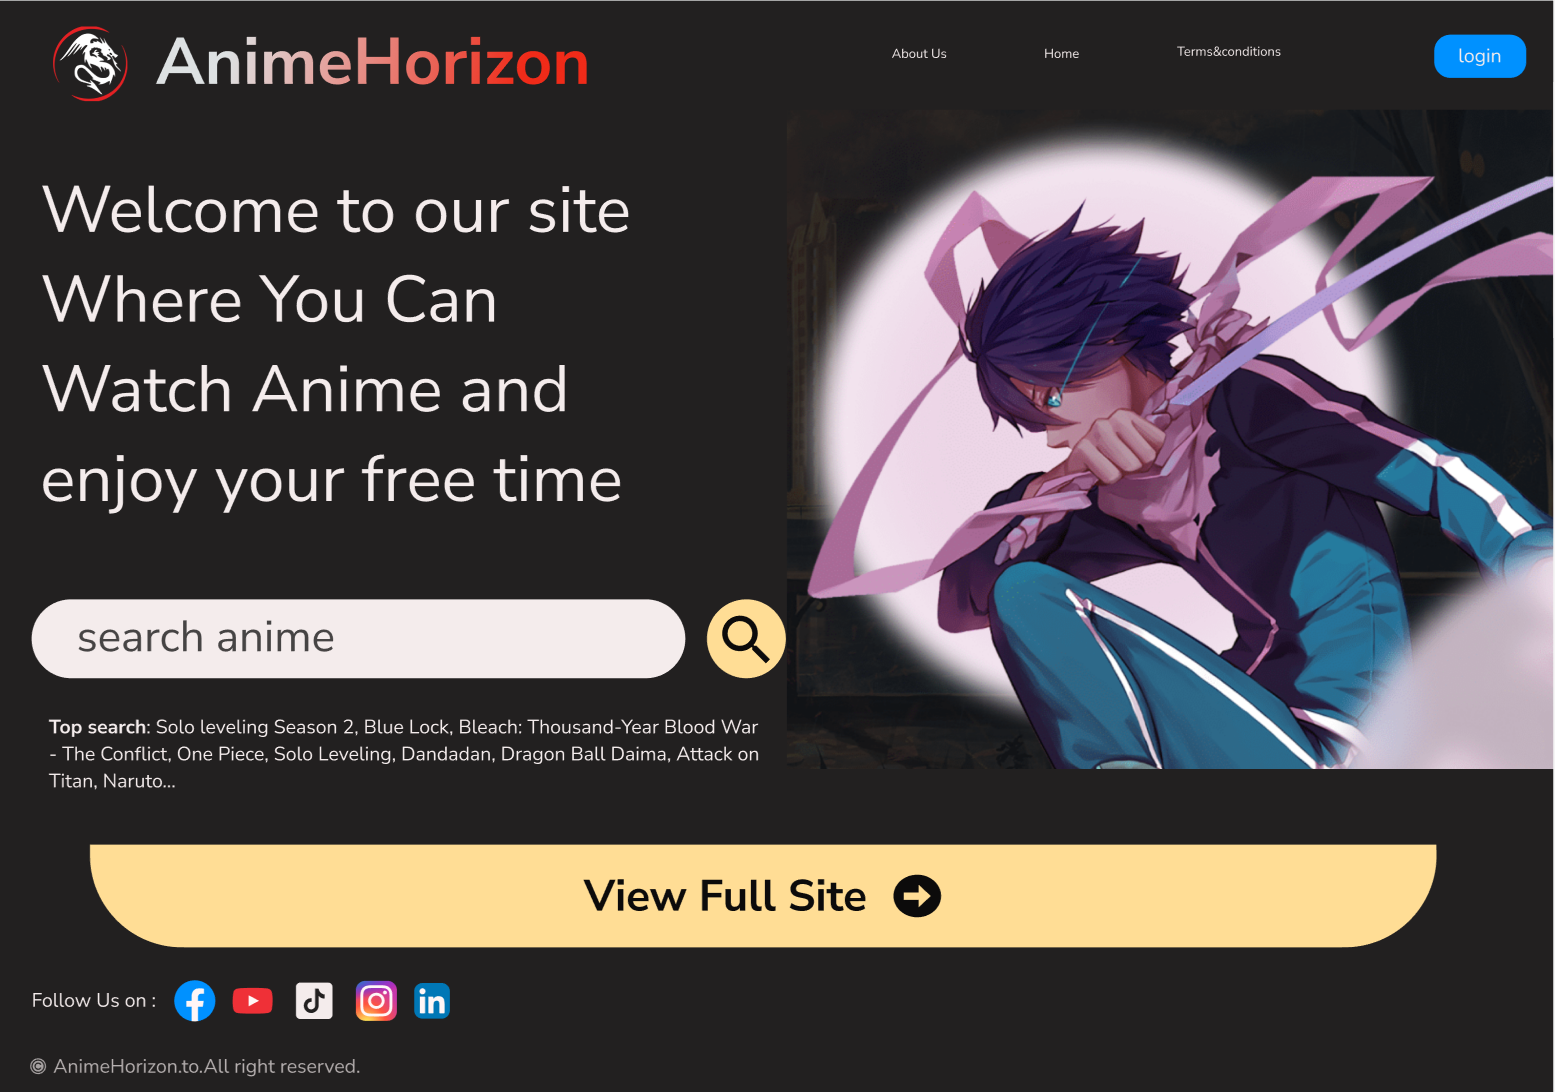 AnimeHorizon
About Us
Home
Terms&conditions
login
Welcome to our site
Where You Can
Watch Anime and
enjoy your free time
search anime
Top search: Solo leveling Season 2, Blue Lock, Bleach: Thousand-Year Blood War
- The Conflict, One Piece, Solo Leveling, Dandadan, Dragon Ball Daima, Attack on
Titan, Naruto...
View Full Site
Follow Us on :
© AnimeHorizon.to.All right reserved.